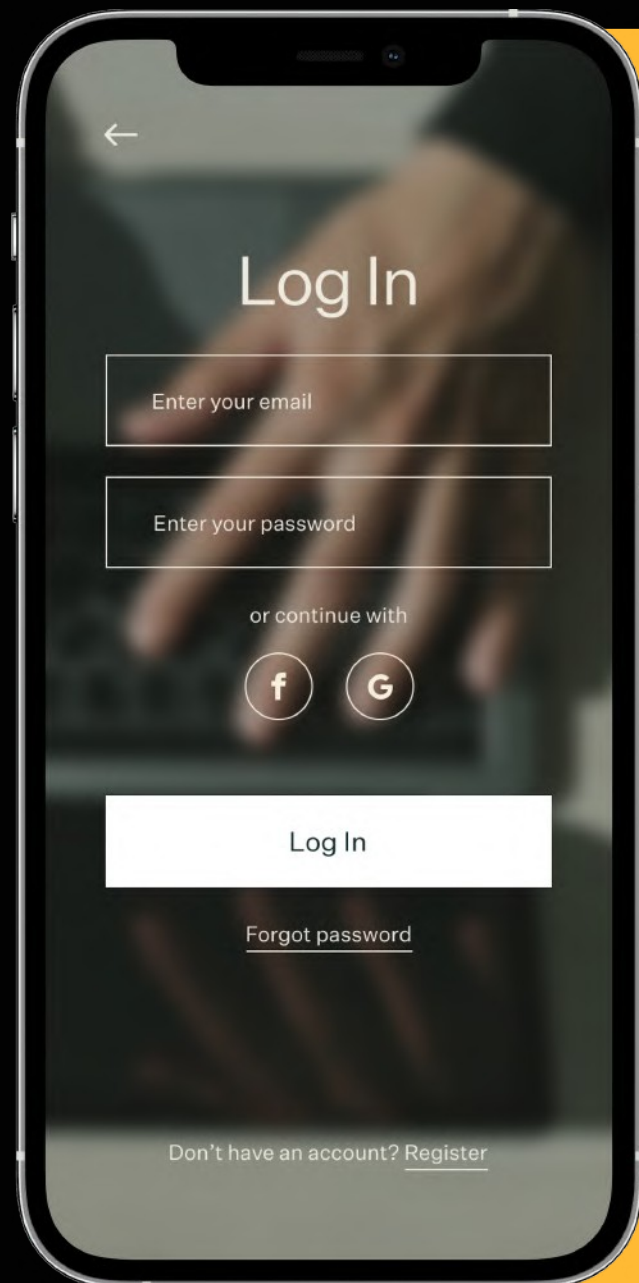 Log In
Enter your email
Enter your password
or continue with
f
G
Log In
Forgot password
Don't have an account? Register